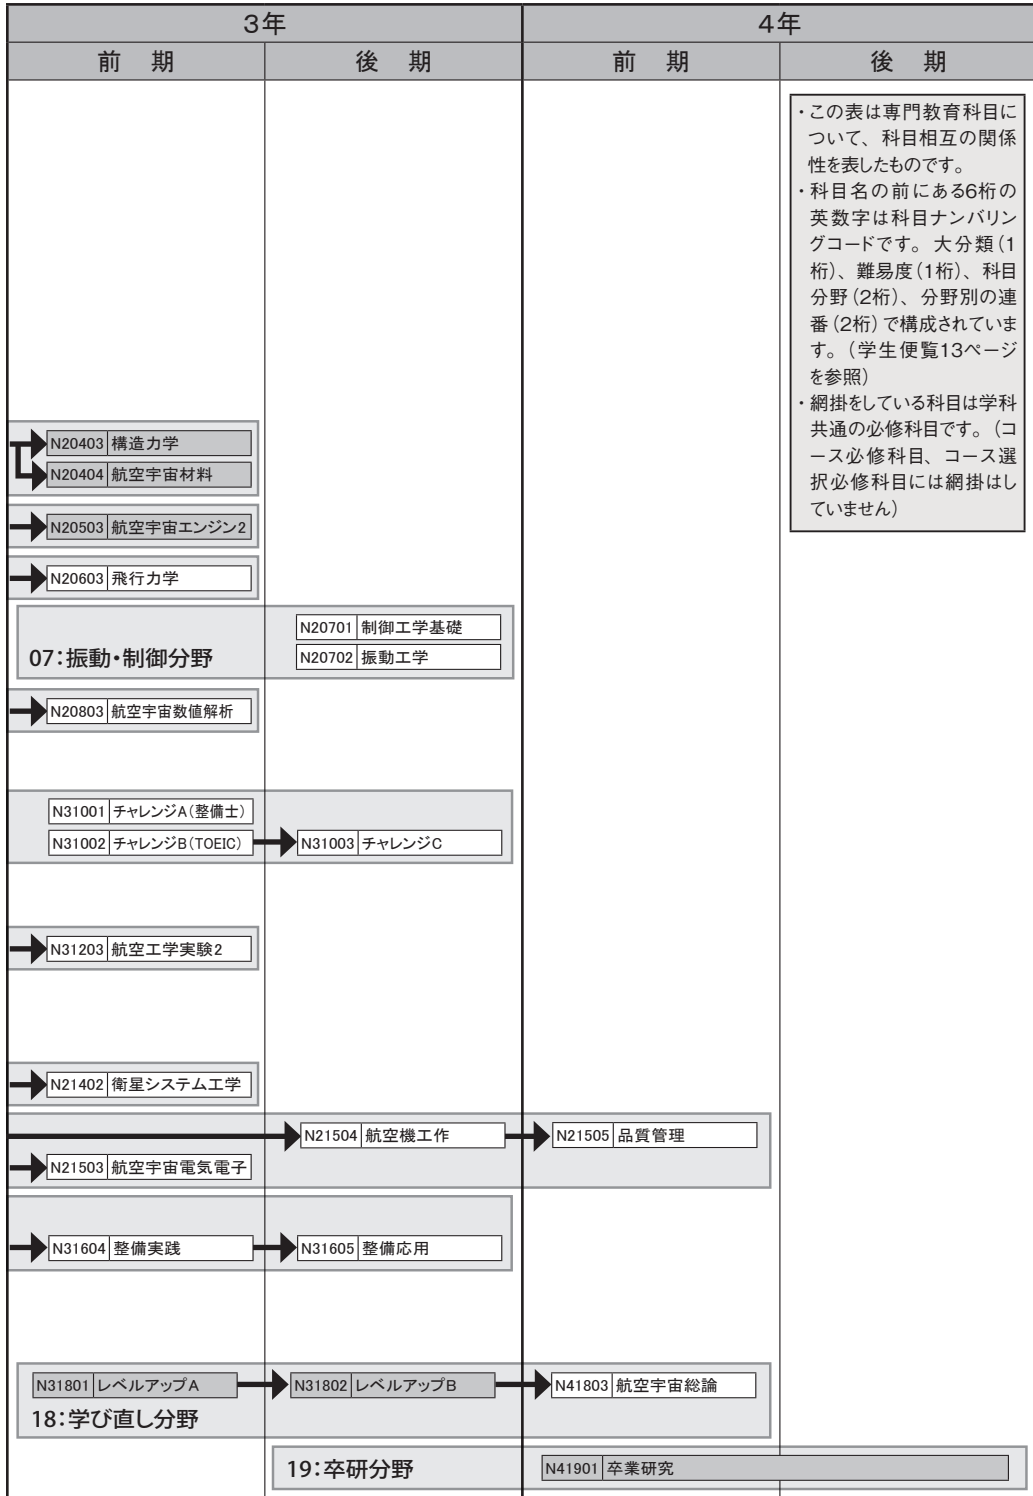 3年
4年
前 期
後 期
前 期
後 期
・この表は専門教育科目に
ついて、科目相互の関係
性を表したものです。
・科目名の前にある6桁の
英数字は科目ナンバリン
グコードです。大分類(1
桁)、難易度(1桁)、科目
分野(2桁)、分野別の連
番(2桁)で構成されていま
す。(学生便覧13ページ
を参照)
・網掛をしている科目は学科
共通の必修科目です。(コ
ース必修科目、コース選
択必修科目には網掛はし
ていません)
N20403 構造力学
N20404 航空宇宙材料
N20503 航空宇宙エンジン2
N20603 飛行力学
N20701 制御工学基礎
07:振動・制御分野
N20702 振動工学
N20803 航空宇宙数値解析
N31001 チャレンジA(整備士)
N31002 チャレンジB(TOEIC)
N31003 チャレンジC
N31203 航空工学実験2
N21402 衛星システム工学
N21504 航空機工作
N21505 品質管理
N21503 航空宇宙電気電子
N31604 整備実践
N31605 整備応用
N31801 レベルアップA
N31802 レベルアップB
N41803 航空宇宙総論
18:学び直し分野
19:卒研分野
N41901 卒業研究